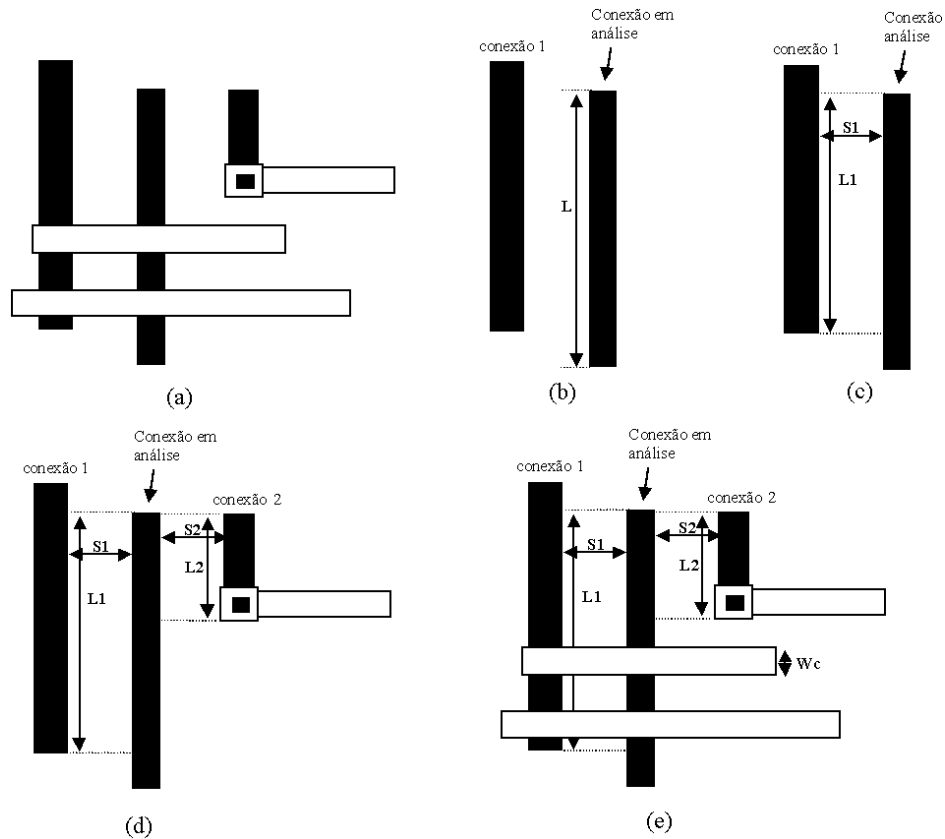 (a)
conexão 1
Conexão em
análise
L
(b)
conexão 1
Conexão
análise
S1
L1
(c)
conexão 1
Conexão em
análise
conexão 2
S1
S2
L1
L2
(d)
conexão 1
Conexão em
análise
conexão 2
S1
S2
L1
L2
Wc
(e)